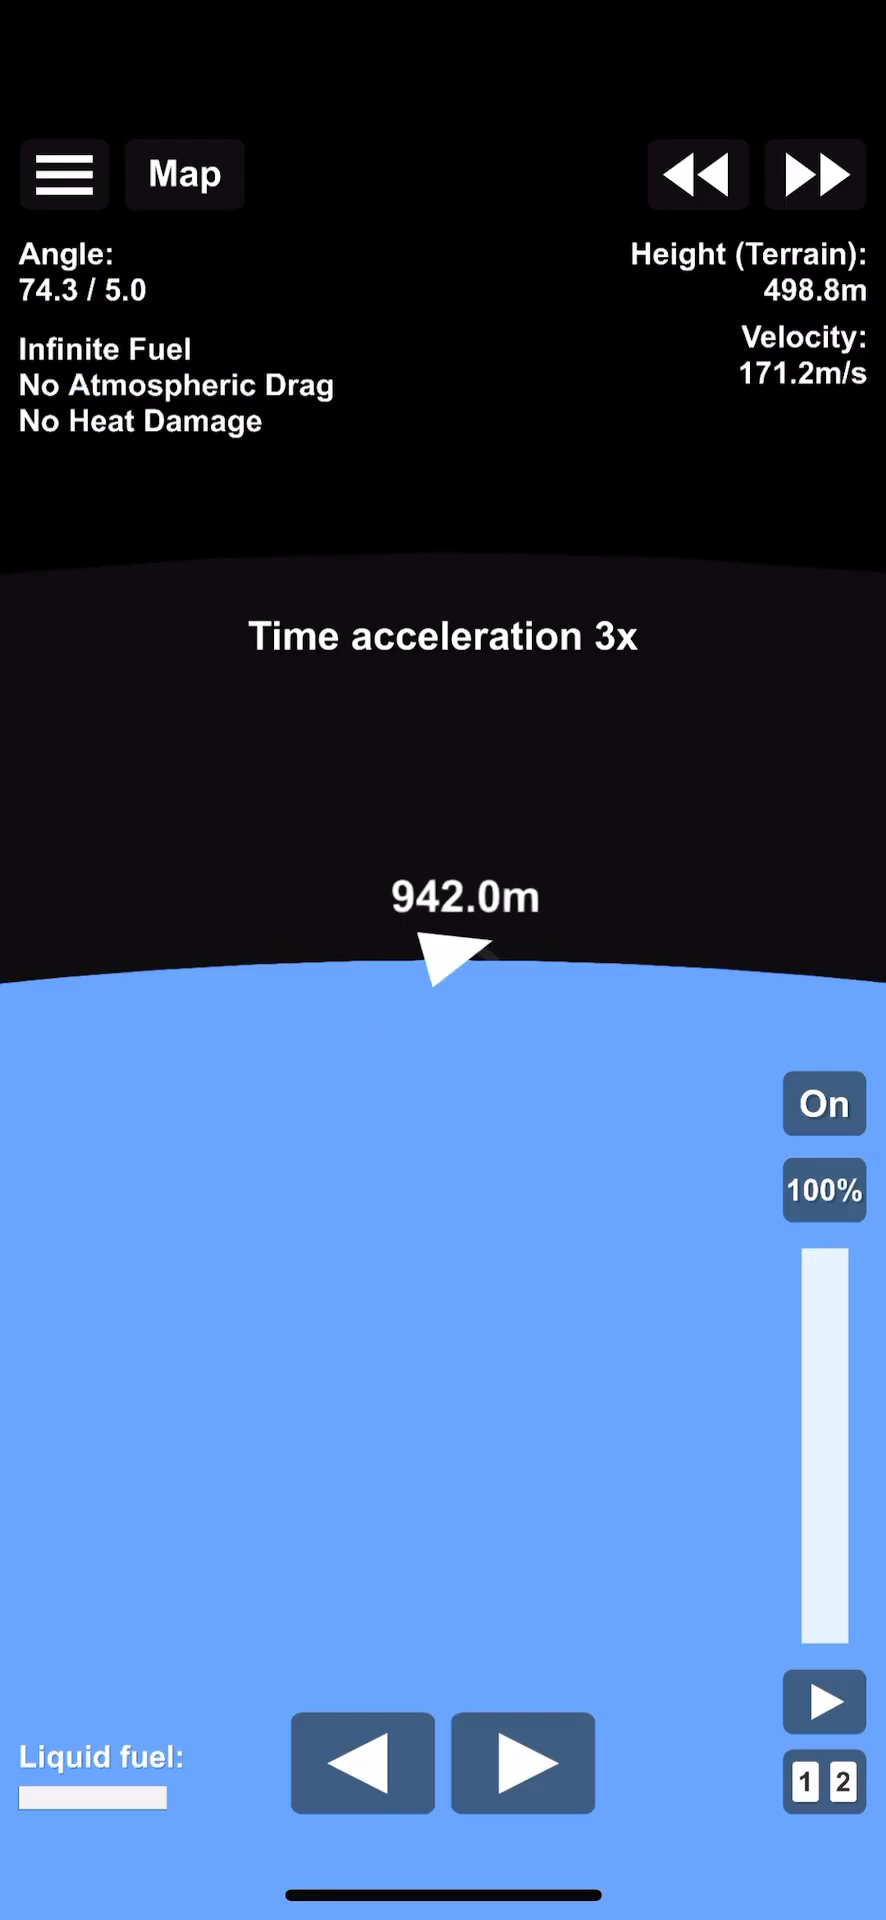 Map
Angle:
74.3 / 5.0
Infinite Fuel
No Atmospheric Drag
No Heat Damage
Height (Terrain):
498.8m
Velocity:
171.2m/s
Time acceleration 3x
942.0m
On
100%
Liquid fuel:
1 2